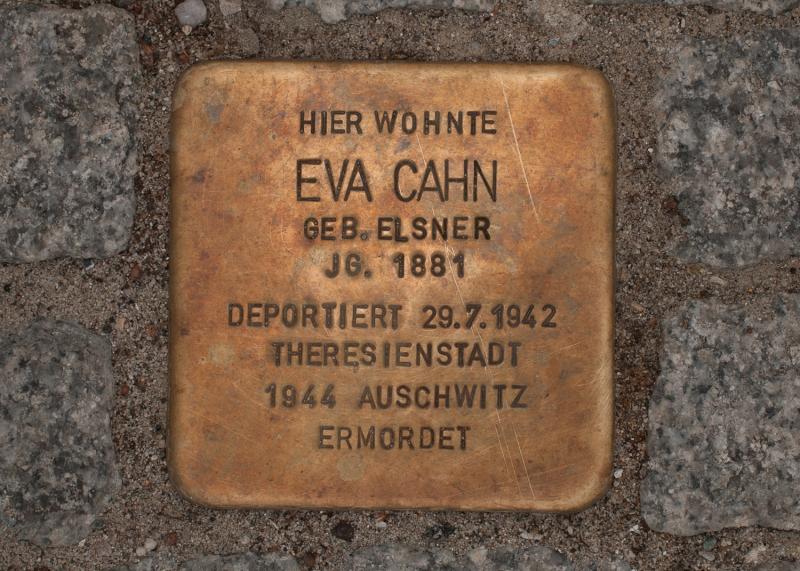 HIER WOHNTE
EVA CAHN
GEB. ELSNER
JG. 1881
DEPORTIERT 29.7.1942
THERESIENSTADT
1944 AUSCHWITZ
ERMORDET